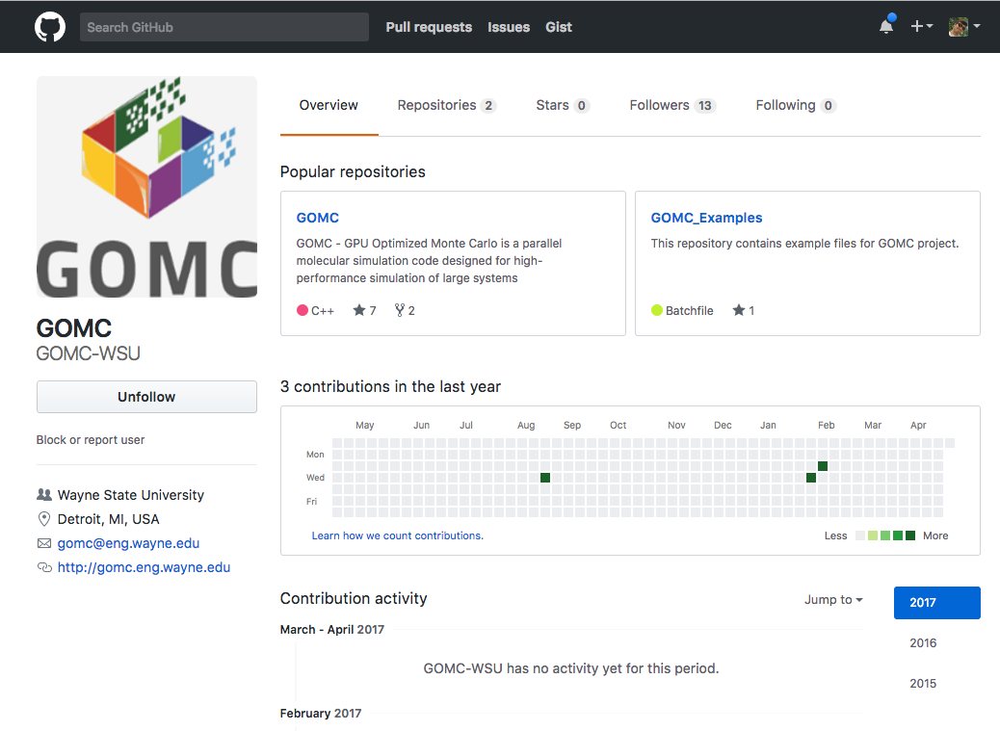 Search GitHub Pull requests Issues Gist
GOMC
GOMC
GOMC-WSU
Unfollow
Block or report user
Wayne State University
Detroit, MI, USA
gomc@eng.wayne.edu
http://gomc.eng.wayne.edu
Overview Repositories 2 Stars 0 Followers 13 Following 0
Popular repositories
GOMC
GOMC - GPU Optimized Monte Carlo is a parallel
molecular simulation code designed for high-
performance simulation of large systems
C++ 7 2
GOMC_Examples
This repository contains example files for GOMC project.
Batchfile 1
3 contributions in the last year
May Jun Jul Aug Sep Oct Nov Dec Jan Feb Mar Apr
Mon
Wed
Fri
Learn how we count contributions. Less More
Contribution activity Jump to
2017
2016
2015
March - April 2017
GOMC-WSU has no activity yet for this period.
February 2017